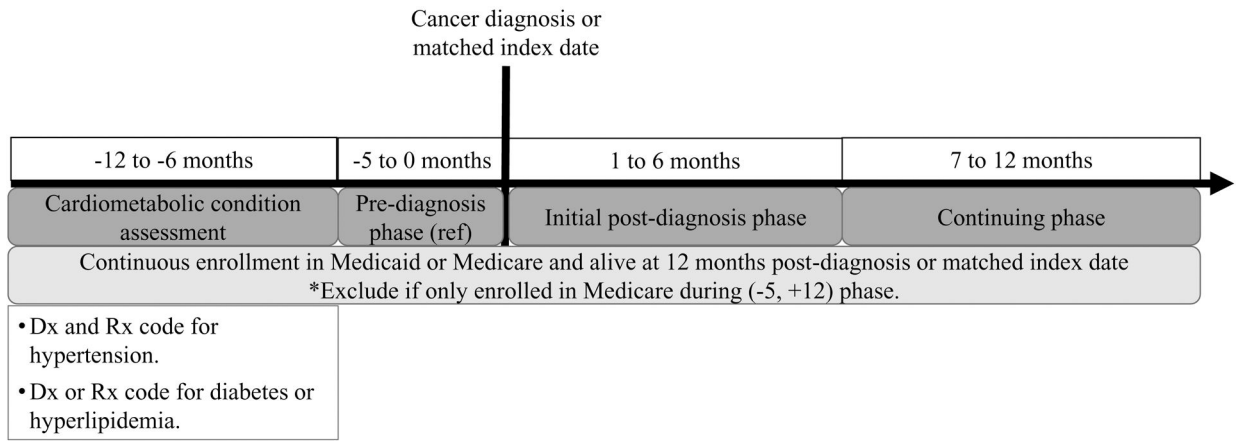 Cancer diagnosis or
matched index date
-12 to -6 months
-5 to 0 months
1 to 6 months
7 to 12 months
Cardiometabolic condition
assessment
Pre-diagnosis
phase (ref)
Initial post-diagnosis phase
Continuing phase
Continuous enrollment in Medicaid or Medicare and alive at 12 months post-diagnosis or matched index date
*Exclude if only enrolled in Medicare during (-5, +12) phase.
•Dx and Rx code for
hypertension.
•Dx or Rx code for diabetes or
hyperlipidemia.